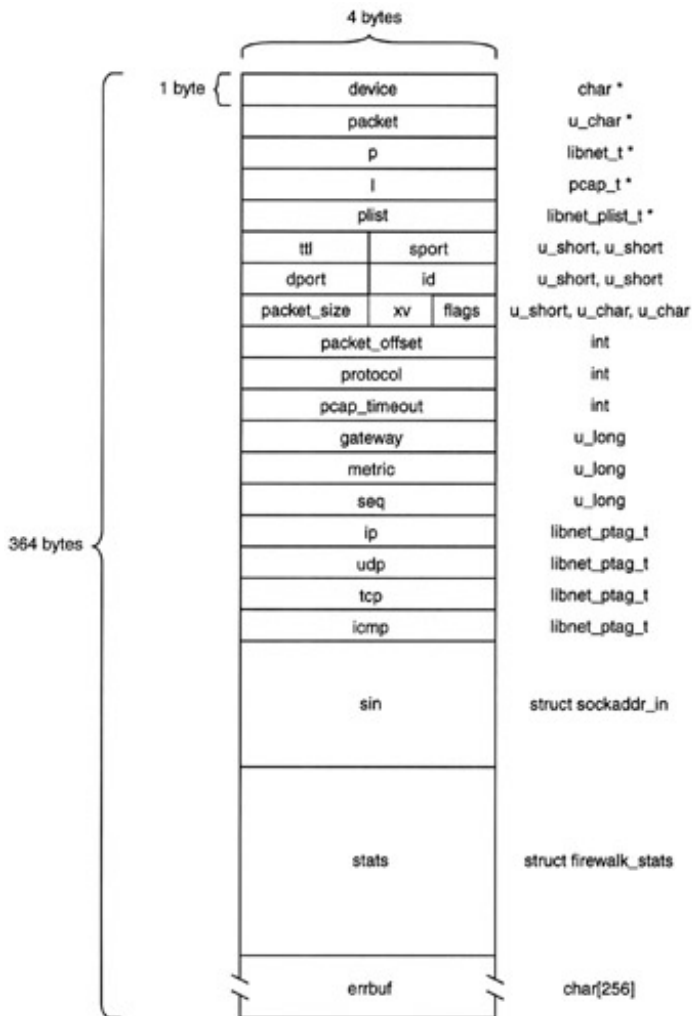 4 bytes
1 byte device char *
packet u_char *
p libnet_t *
l pcap_t *
plist libnet_plist_t *
ttl sport u_short, u_short
dport id u_short, u_short
packet_size xv flags u_short, u_char, u_char
packet_offset int
protocol int
pcap_timeout int
gateway u_long
metric u_long
seq u_long
364 bytes ip libnet_ptag_t
udp libnet_ptag_t
tcp libnet_ptag_t
icmp libnet_ptag_t
sin struct sockaddr_in
stats struct firewalk_stats
errbuf char[256]